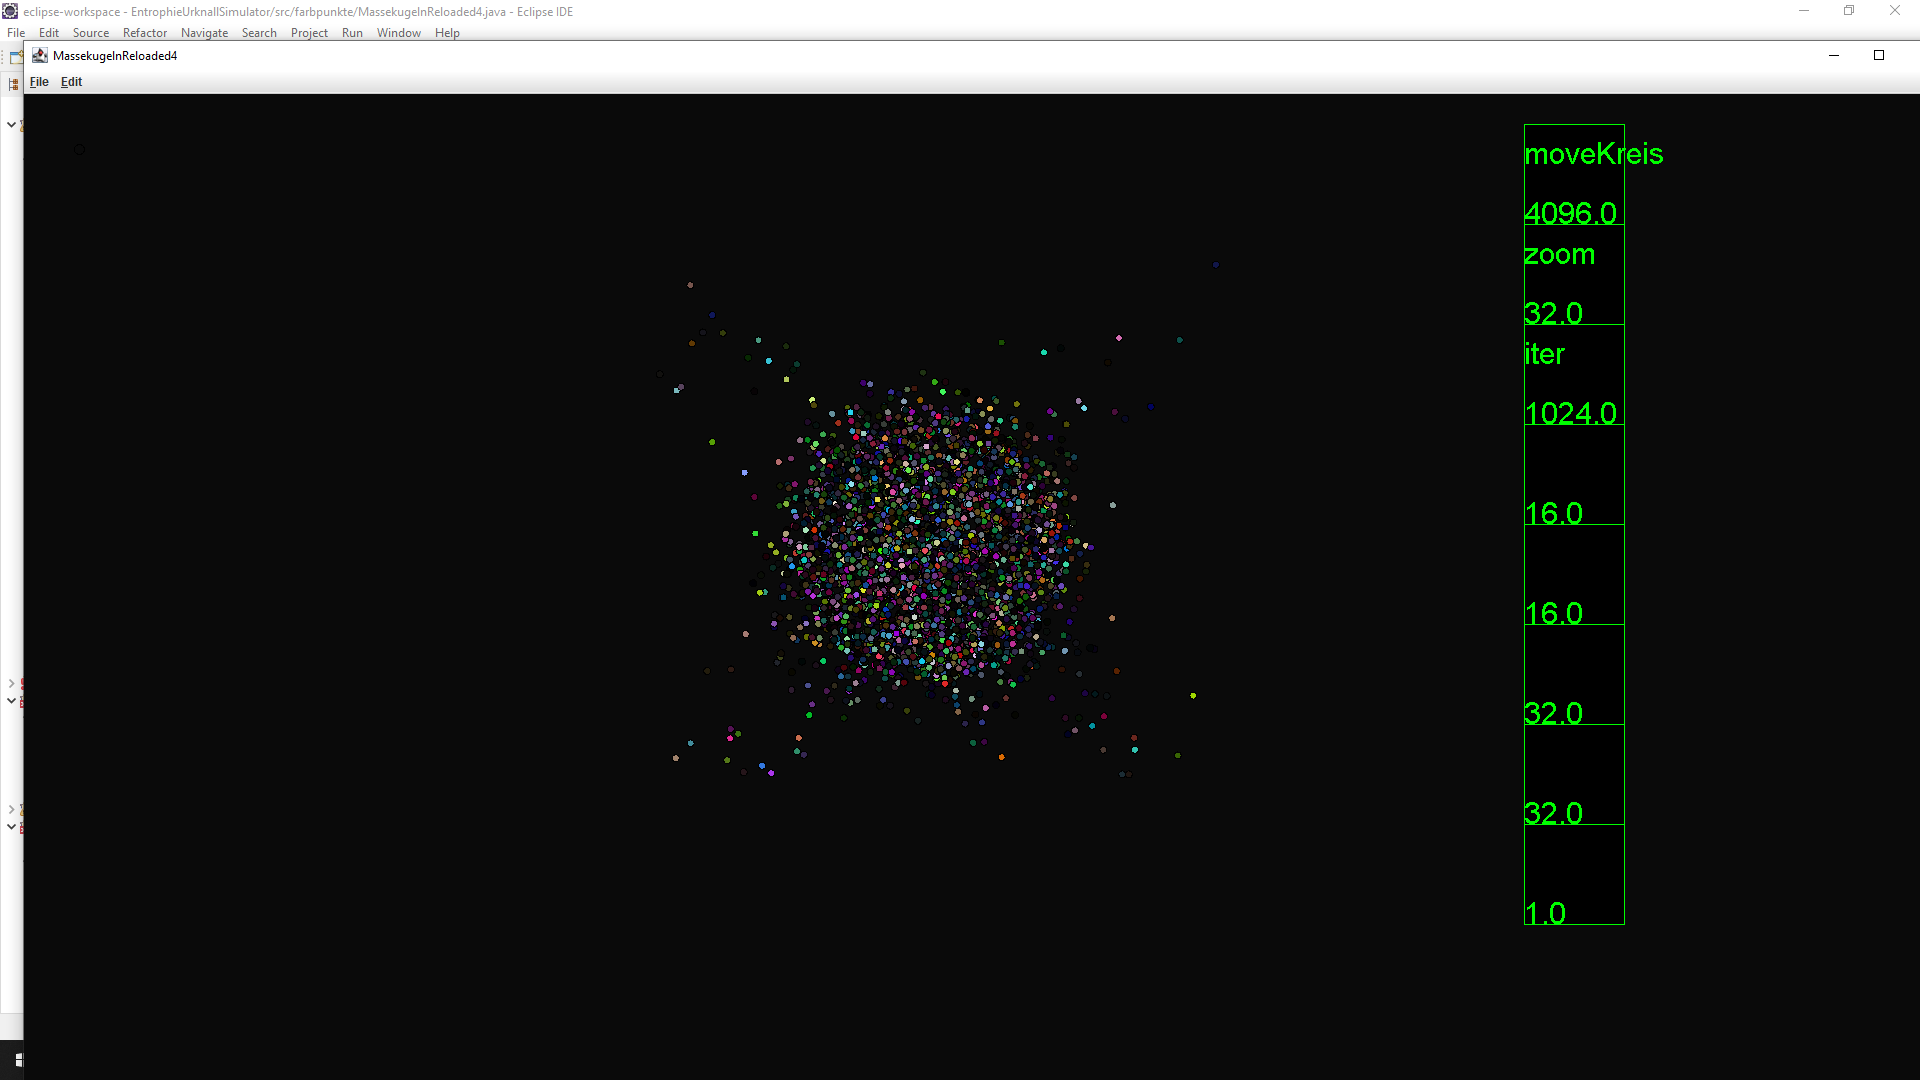 eclipse-workspace - EntrophieUrknallSimulator/src/farbpunkte/MassekugelnReloaded4.java - Eclipse IDE
File Edit Source Refactor Navigate Search Project Run Window Help
MassekugelnReloaded4
File Edit
moveKreis
4096.0
zoom
32.0
iter
1024.0
16.0
16.0
32.0
32.0
1.0